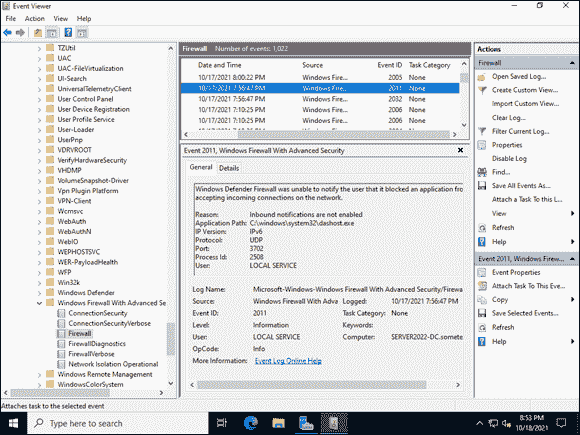 Event Viewer
File Action View Help
TZUtil
UAC
UAC-FileVirtualization
UI-Search
UniversalTelemetryClient
User Control Panel
User Device Registration
User Profile Service
User-Loader
UserPnp
VDRVROOT
VerifyHardwareSecurity
VHDMP
VolumeSnapshot-Driver
Vpn Plugin Platform
VPN-Client
Wcmsvc
WebAuth
WebAuthN
WebIO
WEPHOSTSVC
WER-PayloadHealth
WFP
Win32k
Windows Defender
Windows Firewall With Advanced Se
ConnectionSecurity
ConnectionSecurityVerbose
Firewall
FirewallDiagnostics
FirewallVerbose
Network Isolation Operational
Windows Remote Management
WindowsColorSystem
Firewall Number of events: 1,022
Date and Time Source Event ID Task Category
10/17/2021 8:00:22 PM Windows Fire... 2005 None
10/17/2021 7:56:47 PM Windows Fire... 2011 None
10/17/2021 7:56:47 PM Windows Fire... 2032 None
10/17/2021 7:10:25 PM Windows Fire... 2006 None
10/17/2021 7:10:25 PM Windows Fire... 2006 None
Event 2011, Windows Firewall With Advanced Security
General Details
Windows Defender Firewall was unable to notify the user that it blocked an application fro
accepting incoming connections on the network.
Reason: Inbound notifications are not enabled
Application Path: C:\windows\system32\dashost.exe
IP Version: IPv6
Protocol: UDP
Port: 3702
Process Id: 2508
User: LOCAL SERVICE
Log Name: Microsoft-Windows-Windows Firewall With Advanced Security/Firewa
Source: Windows Firewall With Adva Logged: 10/17/2021 7:56:47 PM
Event ID: 2011 Task Category: None
Level: Information Keywords:
User: LOCAL SERVICE Computer: SERVER2022-DC.somete
OpCode: Info
More Information: Event Log Online Help
Actions
Firewall
Open Saved Log...
Create Custom View...
Import Custom View...
Clear Log...
Filter Current Log...
Properties
Disable Log
Find...
Save All Events As...
Attach a Task To this L...
View
Refresh
Help
Event 2011, Windows Firew...
Event Properties
Attach Task To This Eve...
Copy
Save Selected Events...
Refresh
Help
Attaches task to the selected event
Type here to search
8:53 PM
10/18/2021